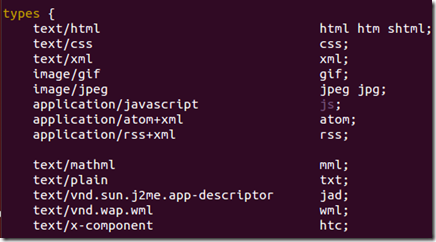 types {
    text/html                             html htm shtml;
    text/css                              css;
    text/xml                              xml;
    image/gif                             gif;
    image/jpeg                            jpeg jpg;
    application/javascript                js;
    application/atom+xml                  atom;
    application/rss+xml                   rss;

    text/mathml                           mml;
    text/plain                            txt;
    text/vnd.sun.j2me.app-descriptor      jad;
    text/vnd.wap.wml                      wml;
    text/x-component                      htc;